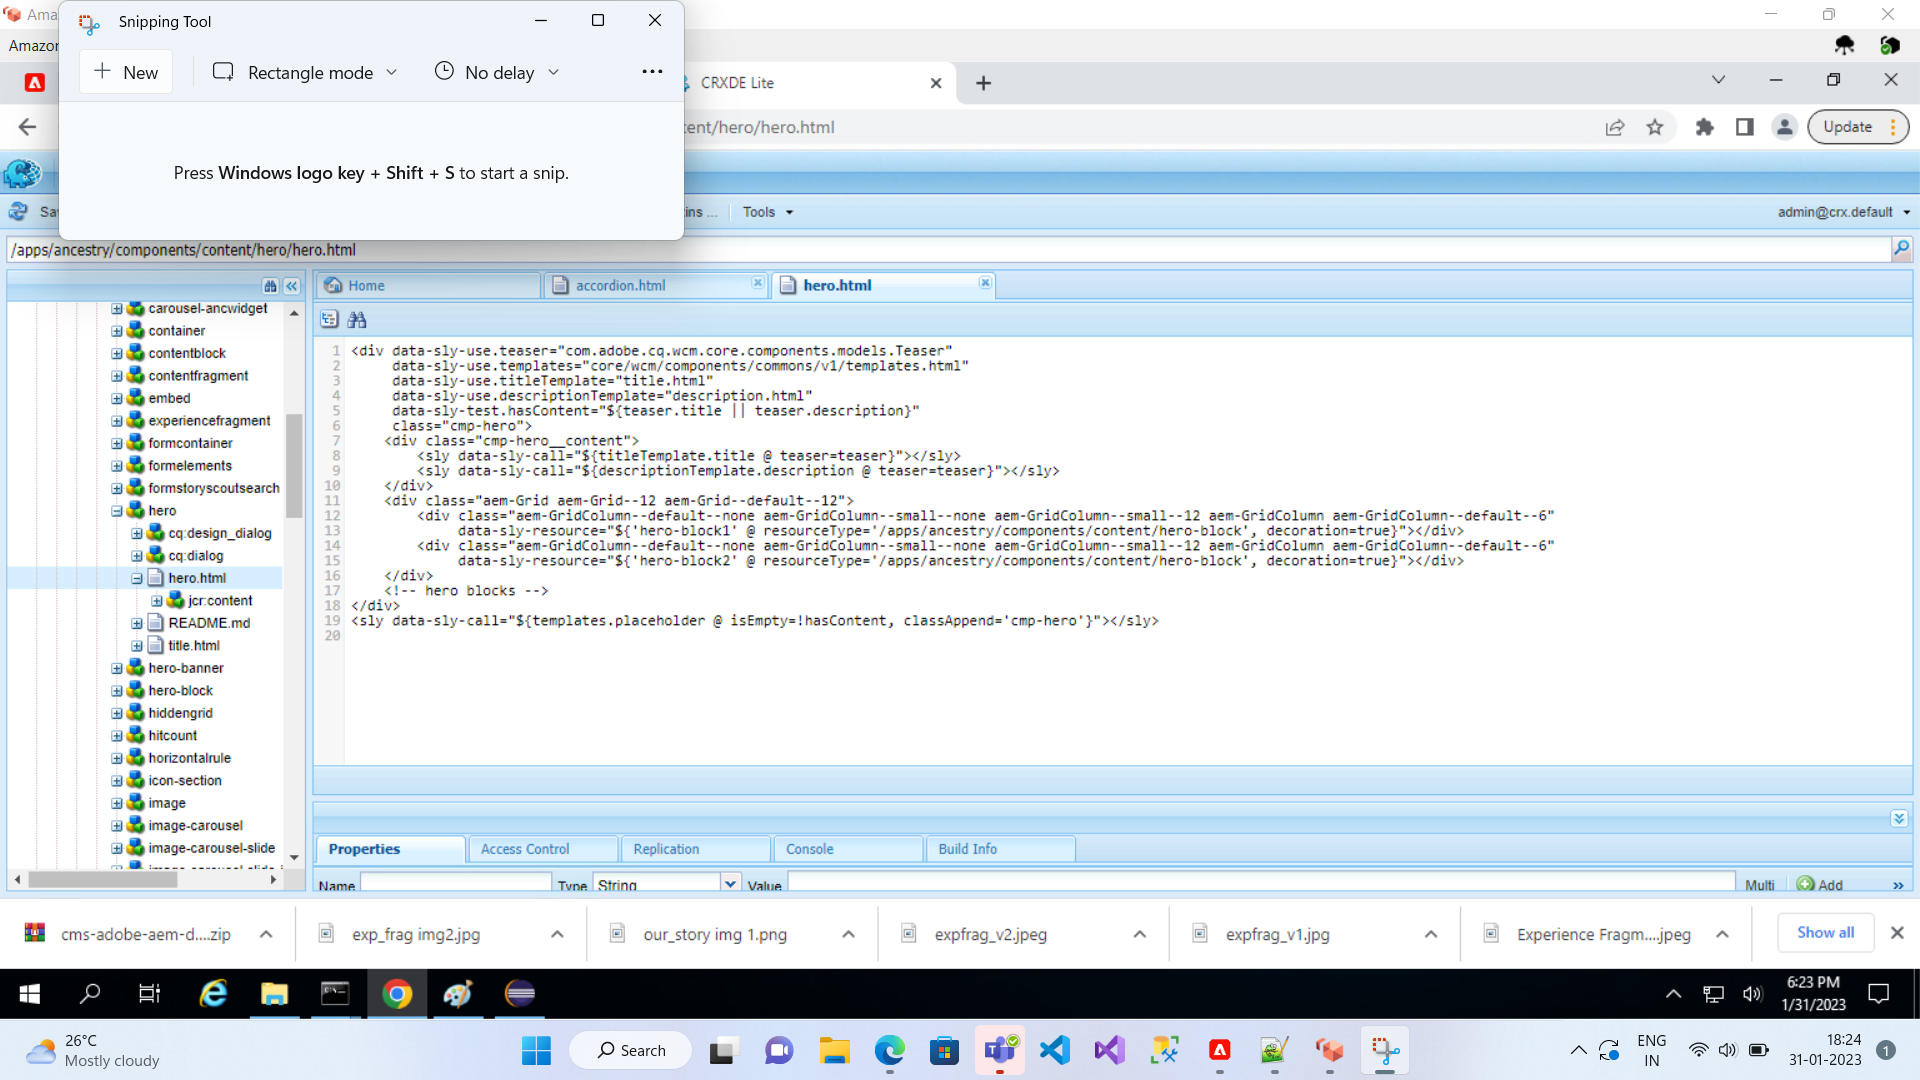 Ama
Snipping Tool
Amazon
New
Rectangle mode
No delay
CRXDE Lite
tent/hero/hero.html
Update
Press Windows logo key + Shift + S to start a snip.
Sav
ins ...
Tools
admin@crx.default
/apps/ancestry/components/content/hero/hero.html
Home
accordion.html
hero.html
carousel-ancwidget
container
contentblock
contentfragment
embed
experiencefragment
formcontainer
formelements
formstoryscoutsearch
hero
cq:design_dialog
cq:dialog
hero.html
jcr:content
README.md
title.html
hero-banner
hero-block
hiddengrid
hitcount
horizontalrule
icon-section
image
image-carousel
image-carousel-slide
1 <div data-sly-use.teaser="com.adobe.cq.wcm.core.components.models.Teaser"
2 data-sly-use.templates="core/wcm/components/commons/v1/templates.html"
3 data-sly-use.titleTemplate="title.html"
4 data-sly-use.descriptionTemplate="description.html"
5 data-sly-test.hasContent="${teaser.title || teaser.description}"
6 class="cmp-hero">
7 <div class="cmp-hero__content">
8 <sly data-sly-call="${titleTemplate.title @ teaser=teaser}"></sly>
9 <sly data-sly-call="${descriptionTemplate.description @ teaser=teaser}"></sly>
10 </div>
11 <div class="aem-Grid aem-Grid--12 aem-Grid--default--12">
12 <div class="aem-GridColumn--default--none aem-GridColumn--small--none aem-GridColumn--small--12 aem-GridColumn aem-GridColumn--default--6"
13 data-sly-resource="${'hero-block1' @ resourceType='/apps/ancestry/components/content/hero-block', decoration=true}"></div>
14 <div class="aem-GridColumn--default--none aem-GridColumn--small--none aem-GridColumn--small--12 aem-GridColumn aem-GridColumn--default--6"
15 data-sly-resource="${'hero-block2' @ resourceType='/apps/ancestry/components/content/hero-block', decoration=true}"></div>
16 </div>
17 <!-- hero blocks -->
18 </div>
19 <sly data-sly-call="${templates.placeholder @ isEmpty=!hasContent, classAppend='cmp-hero'}"></sly>
20
Properties
Access Control
Replication
Console
Build Info
Name
Type
String
Value
Multi
Add
cms-adobe-aem-d....zip
exp_frag img2.jpg
our_story img 1.png
expfrag_v2.jpeg
expfrag_v1.jpg
Experience Fragm....jpeg
Show all
6:23 PM
1/31/2023
26°C
Mostly cloudy
Search
ENG
IN
18:24
31-01-2023
1